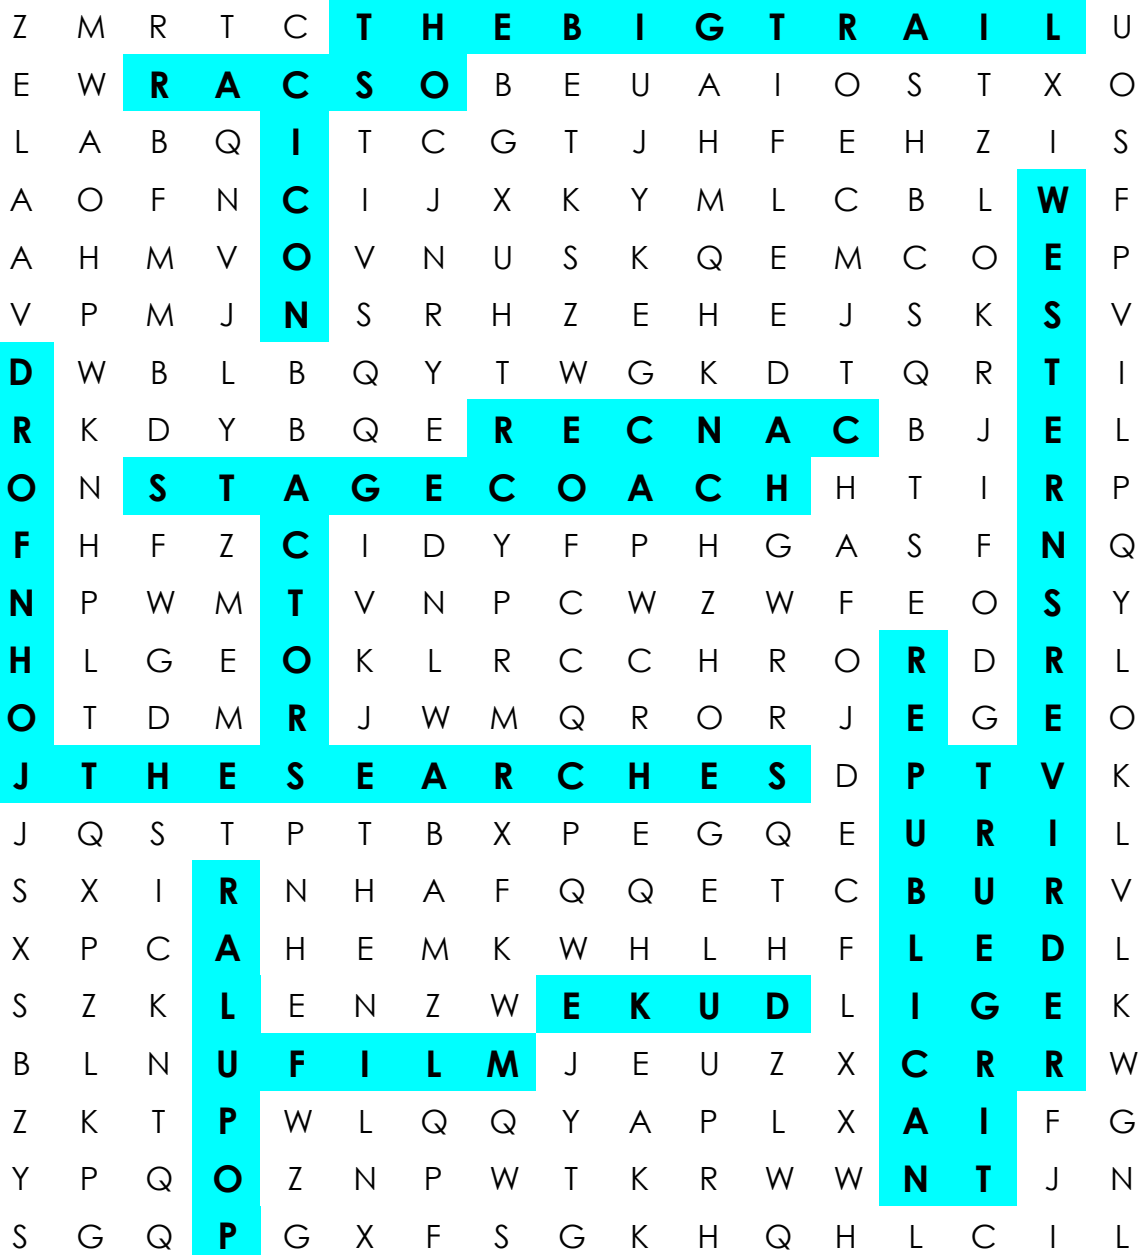 Z M R T C T H E B I G T R A I L U
E W R A C S O B E U A I O S T X O
L A B Q I T C G T J H F E H Z I S
A O F N C I J X K Y M L C B L W F
A H M V O V N U S K Q E M C O E P
V P M J N S R H Z E H E J S K S V
D W B L B Q Y T W G K D T Q R T I
R K D Y B Q E R E C N A C B J E L
O N S T A G E C O A C H H T I R P
F H F Z C I D Y F P H G A S F N Q
N P W M T V N P C W Z W F E O S Y
H L G E O K L R C C H R O R D R L
O T D M R J W M Q R O R J E G E O
J T H E S E A R C H E S D P T V K
J Q S T P T B X P E G Q E U R I L
S X I R N H A F Q Q E T C B U R V
X P C A H E M K W H L H F L E D L
S Z K L E N Z W E K U D L I G E K
B L N U F I L M J E U Z X C R R W
Z K T P W L Q Q Y A P L X A I F G
Y P Q O Z N P W T K R W W N T J N
S G Q P G X F S G K H Q H L C I L